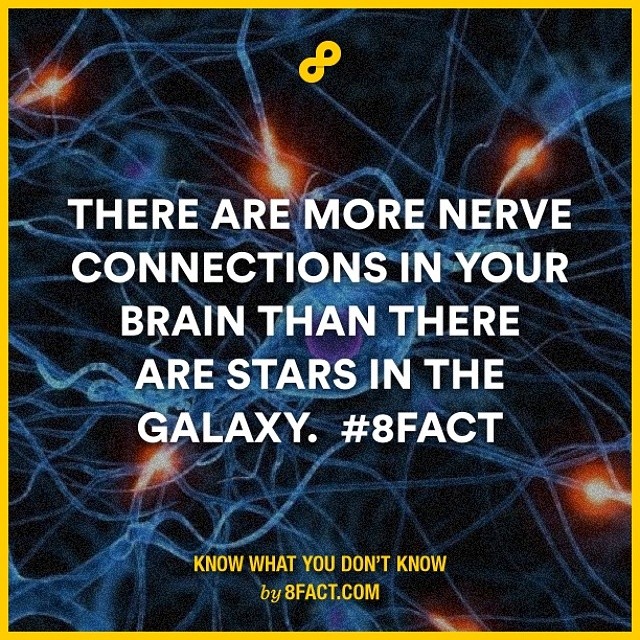 THERE ARE MORE NERVE
CONNECTIONS IN YOUR
BRAIN THAN THERE
ARE STARS IN THE
GALAXY. #8FACT
KNOW WHAT YOU DON'T KNOW
by 8FACT.COM